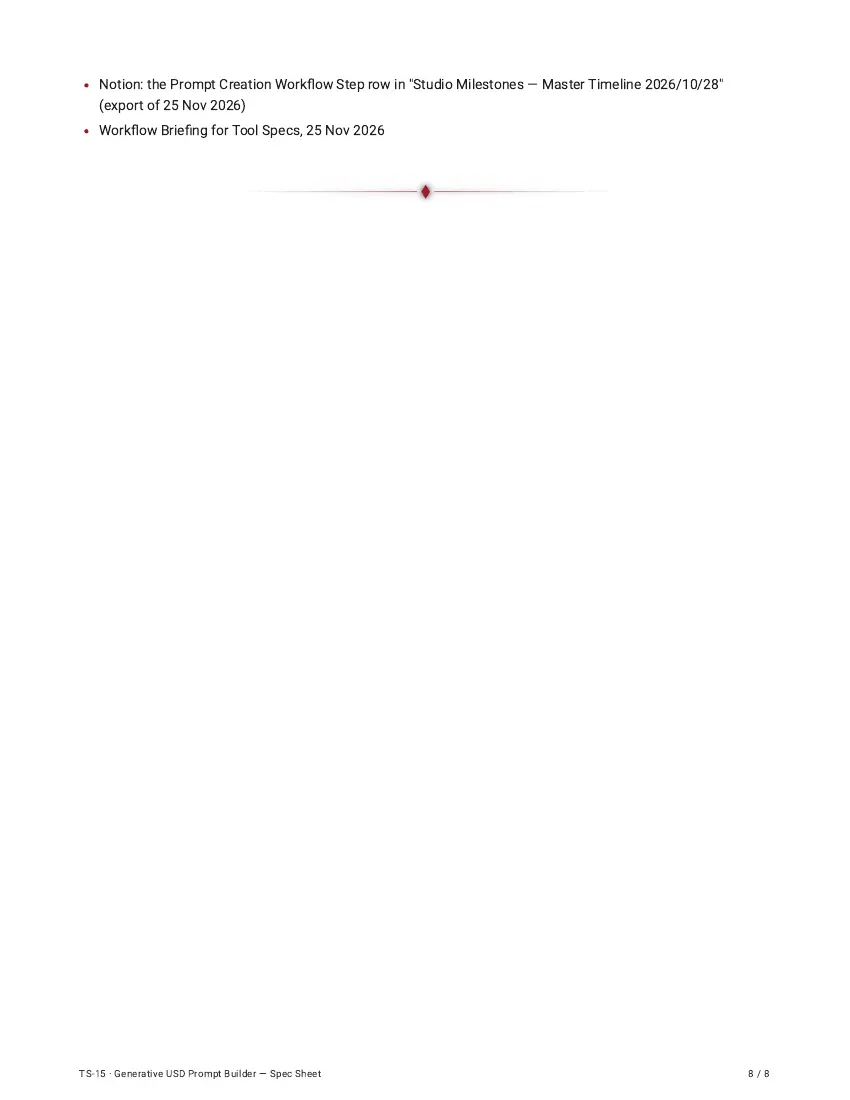 • Notion: the Prompt Creation Workflow Step row in "Studio Milestones — Master Timeline 2026/10/28"
(export of 25 Nov 2026)
• Workflow Briefing for Tool Specs, 25 Nov 2026
TS-15 · Generative USD Prompt Builder — Spec Sheet
8 / 8